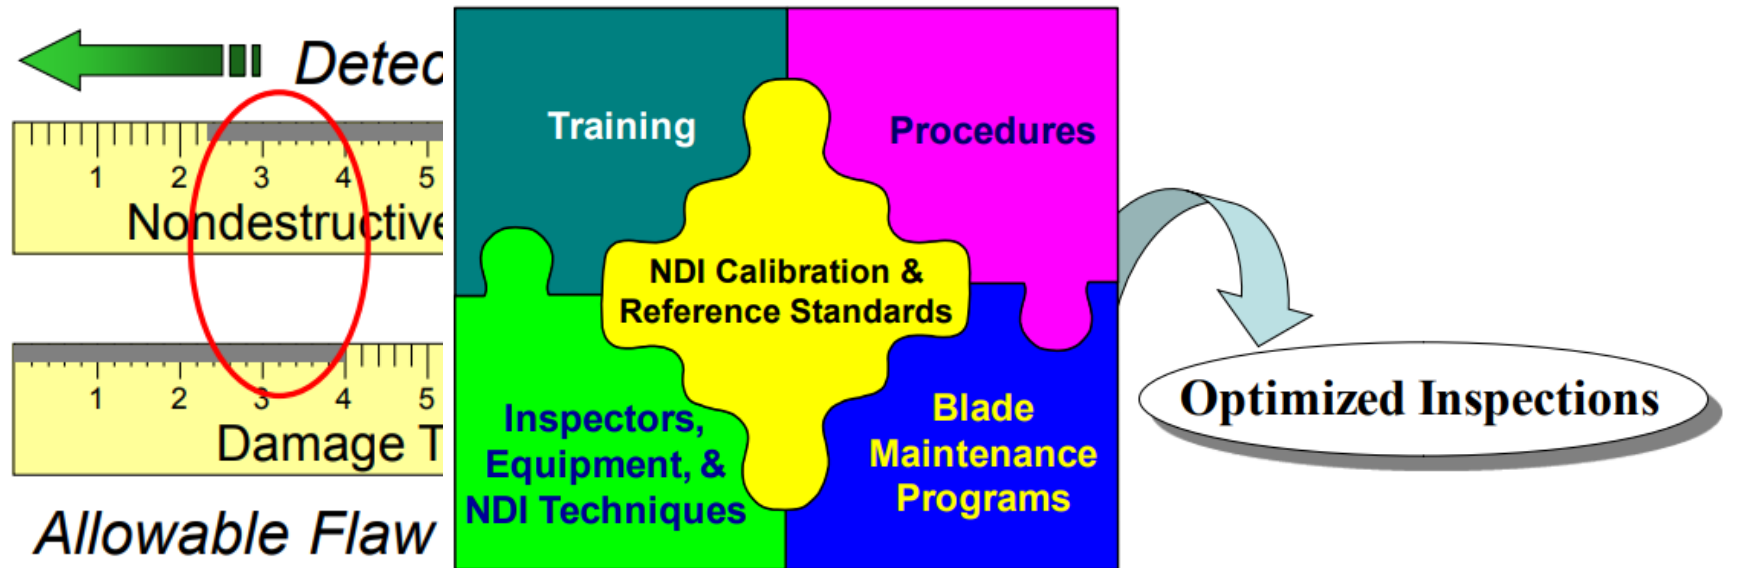 Detec
1 2 3 4 5
Nondestructive
1 2 3 4 5
Damage T
Allowable Flaw
Training
Procedures
NDI Calibration &
Reference Standards
Inspectors,
Equipment, &
NDI Techniques
Blade
Maintenance
Programs
Optimized Inspections